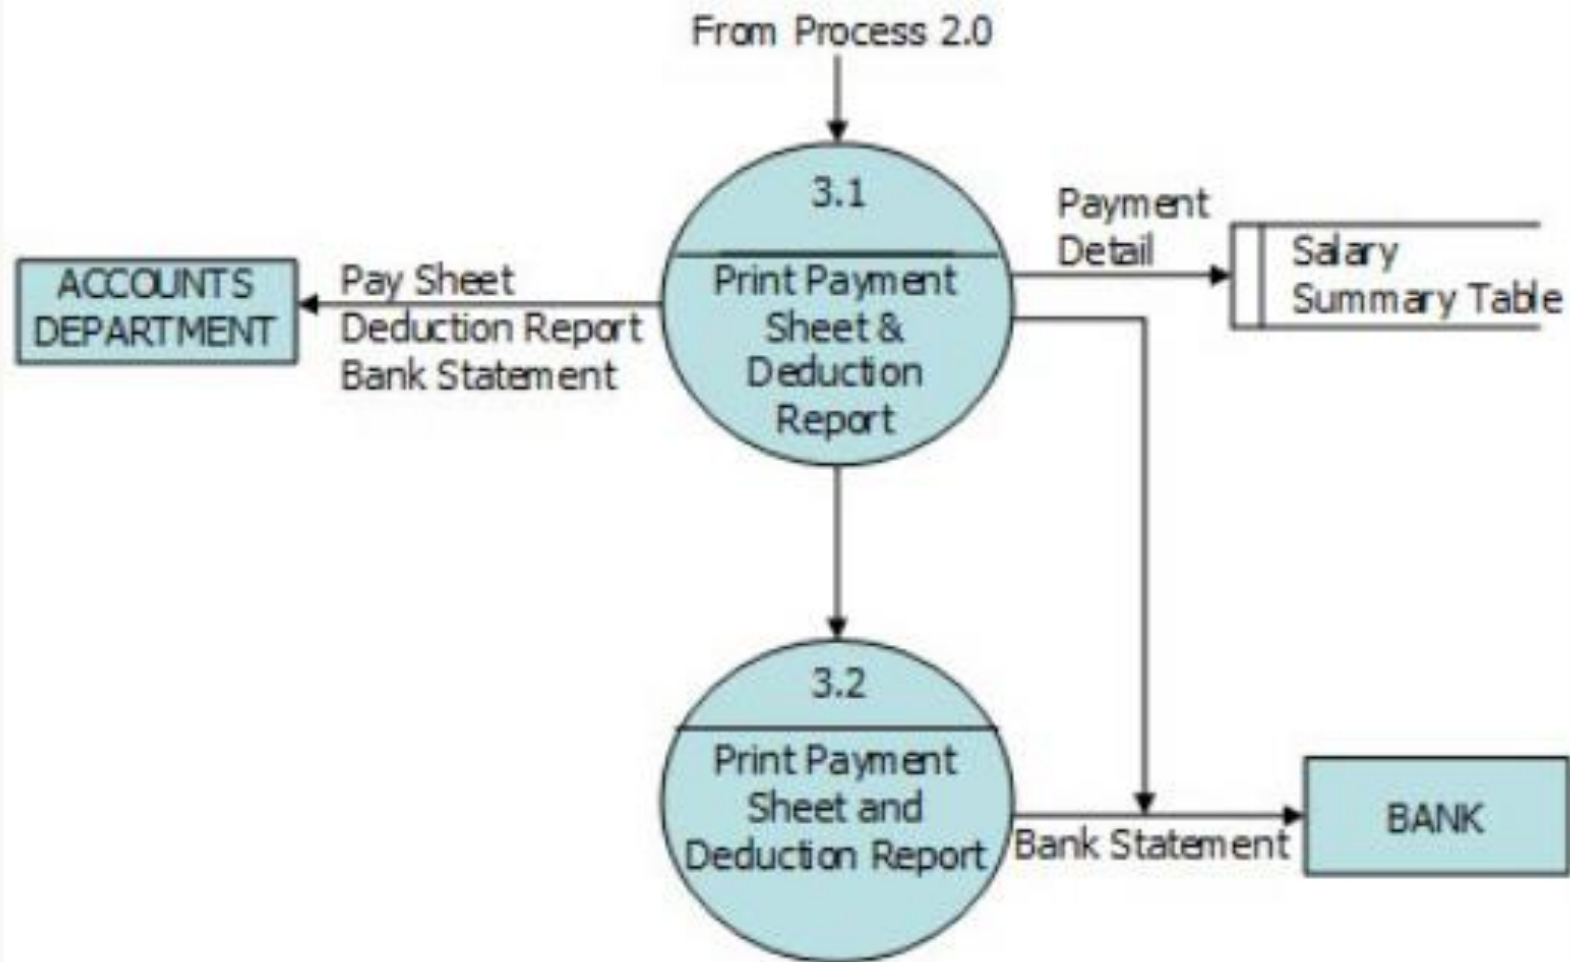 From Process 2.0
3.1
Print Payment
Sheet &
Deduction
Report
Payment
Detail
Salary
Summary Table
ACCOUNTS
DEPARTMENT
Pay Sheet
Deduction Report
Bank Statement
3.2
Print Payment
Sheet and
Deduction Report
Bank Statement
BANK